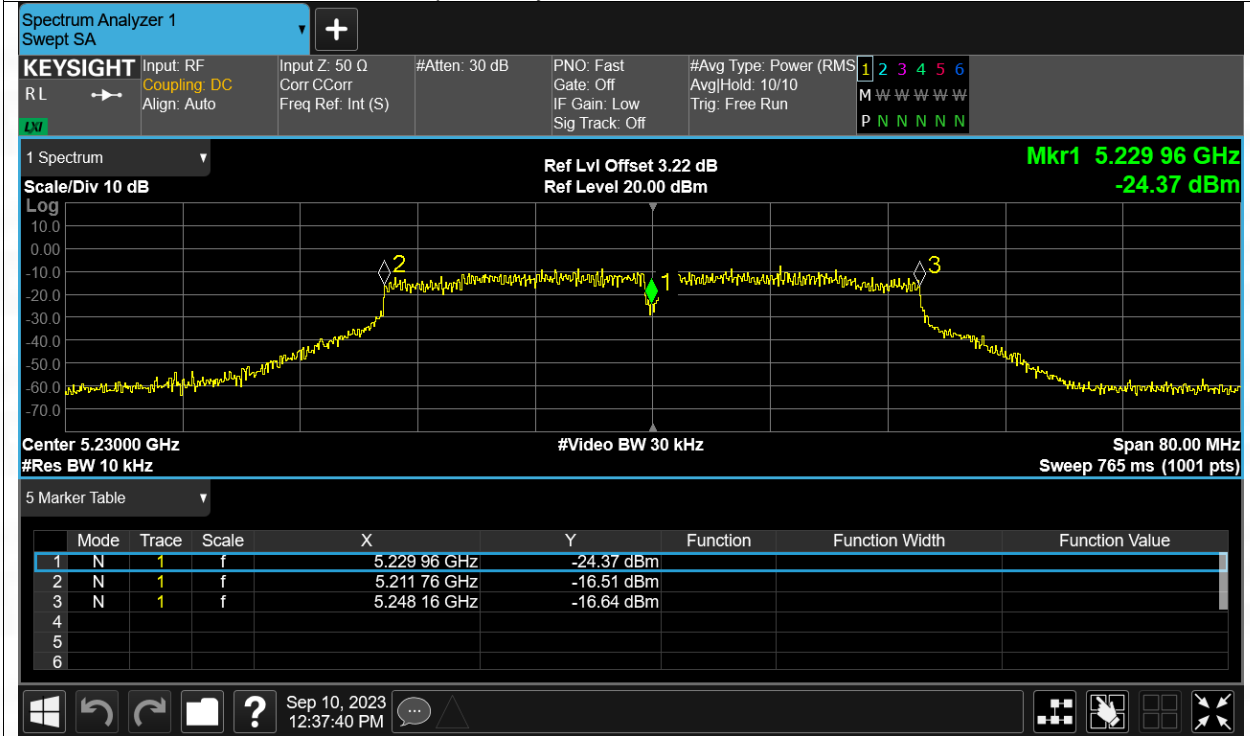 Spectrum Analyzer 1
Swept SA
+
KEYSIGHT
RL
LXI
Input: RF
Coupling: DC
Align: Auto
Input Z: 50 Ω
Corr CCorr
Freq Ref: Int (S)
#Atten: 30 dB
PNO: Fast
Gate: Off
IF Gain: Low
Sig Track: Off
#Avg Type: Power (RMS
Avg|Hold: 10/10
Trig: Free Run
1 2 3 4 5 6
M W W W W W
P N N N N N
1 Spectrum
Scale/Div 10 dB
Ref Lvl Offset 3.22 dB
Ref Level 20.00 dBm
Mkr1 5.229 96 GHz
-24.37 dBm
Log
10.0
0.00
-10.0
-20.0
-30.0
-40.0
-50.0
-60.0
-70.0
2
1
3
Center 5.23000 GHz
#Video BW 30 kHz
Span 80.00 MHz
#Res BW 10 kHz
Sweep 765 ms (1001 pts)
5 Marker Table
Mode Trace Scale X Y Function Function Width Function Value
1 N 1 f 5.229 96 GHz -24.37 dBm
2 N 1 f 5.211 76 GHz -16.51 dBm
3 N 1 f 5.248 16 GHz -16.64 dBm
4
5
6
?
Sep 10, 2023
12:37:40 PM